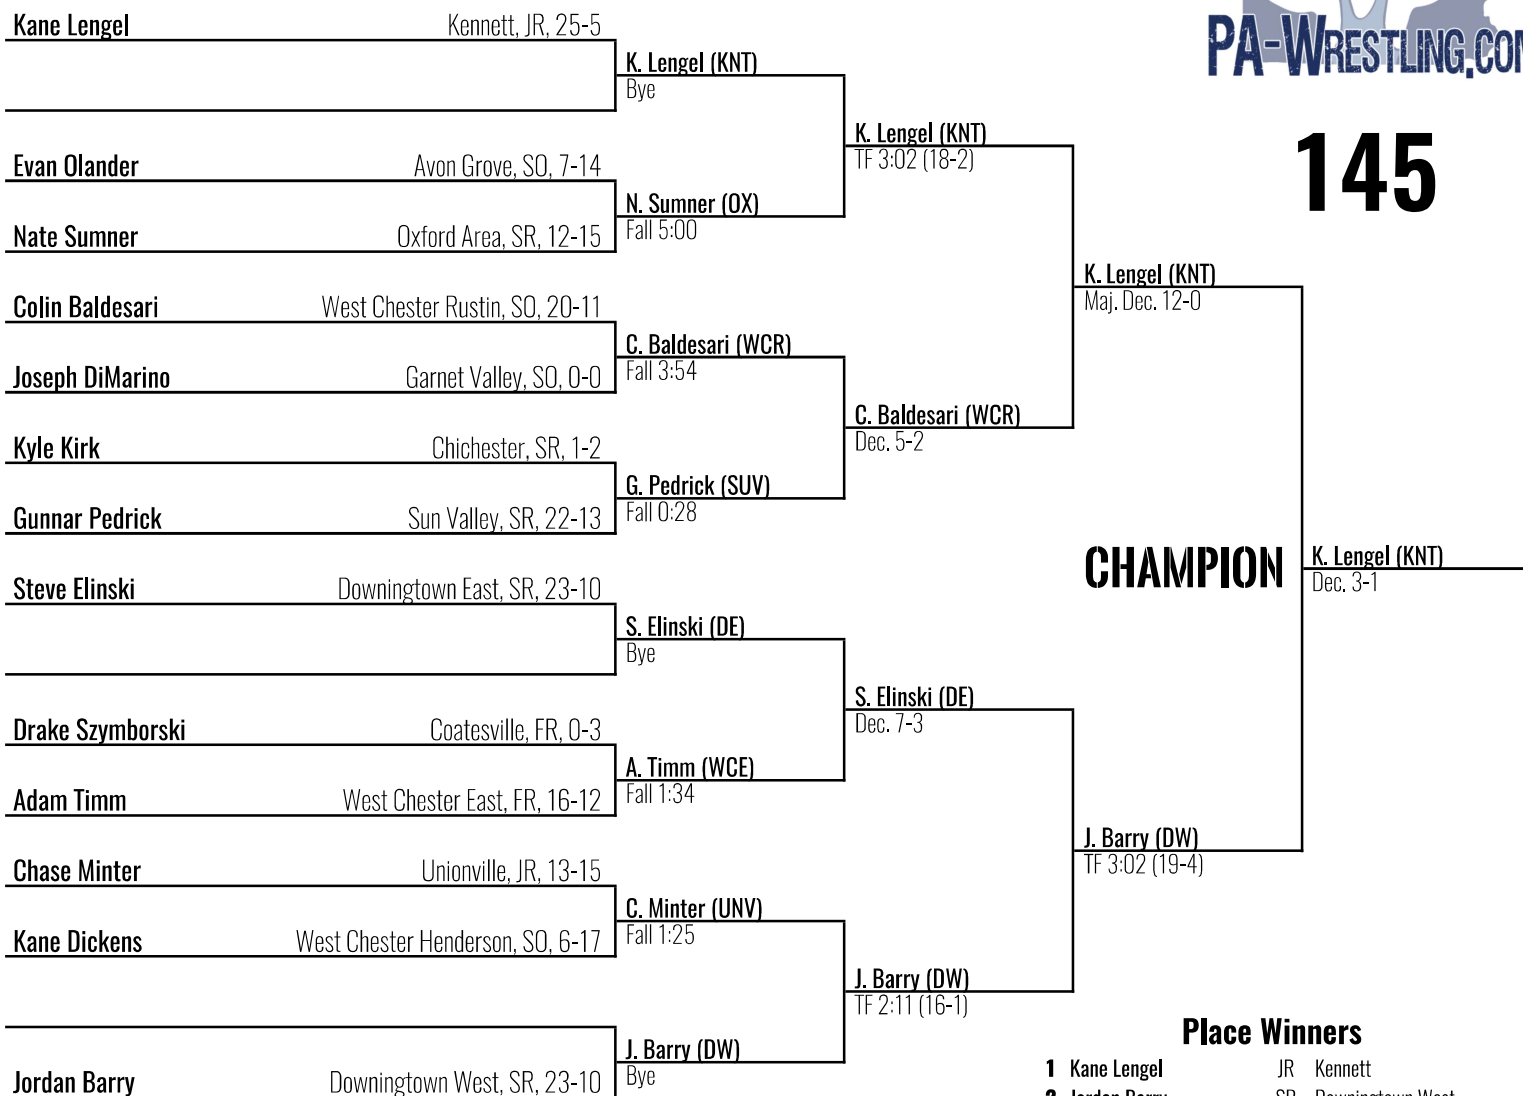 PA-WRESTLING.COM
145
Kane Lengel Kennett, JR, 25-5
K. Lengel (KNT)
Bye
K. Lengel (KNT)
TF 3:02 (18-2)
Evan Olander Avon Grove, SO, 7-14
N. Sumner (OX)
Fall 5:00
Nate Sumner Oxford Area, SR, 12-15
K. Lengel (KNT)
Maj. Dec. 12-0
Colin Baldesari West Chester Rustin, SO, 20-11
C. Baldesari (WCR)
Fall 3:54
Joseph DiMarino Garnet Valley, SO, 0-0
C. Baldesari (WCR)
Dec. 5-2
Kyle Kirk Chichester, SR, 1-2
G. Pedrick (SUV)
Fall 0:28
Gunnar Pedrick Sun Valley, SR, 22-13
CHAMPION
K. Lengel (KNT)
Dec. 3-1
Steve Elinski Downingtown East, SR, 23-10
S. Elinski (DE)
Bye
S. Elinski (DE)
Dec. 7-3
Drake Szymborski Coatesville, FR, 0-3
A. Timm (WCE)
Fall 1:34
Adam Timm West Chester East, FR, 16-12
J. Barry (DW)
TF 3:02 (19-4)
Chase Minter Unionville, JR, 13-15
C. Minter (UNV)
Fall 1:25
Kane Dickens West Chester Henderson, SO, 6-17
J. Barry (DW)
TF 2:11 (16-1)
J. Barry (DW)
Bye
Jordan Barry Downingtown West, SR, 23-10
Place Winners
1 Kane Lengel JR Kennett
2 Jordan Barry SR Downingtown West